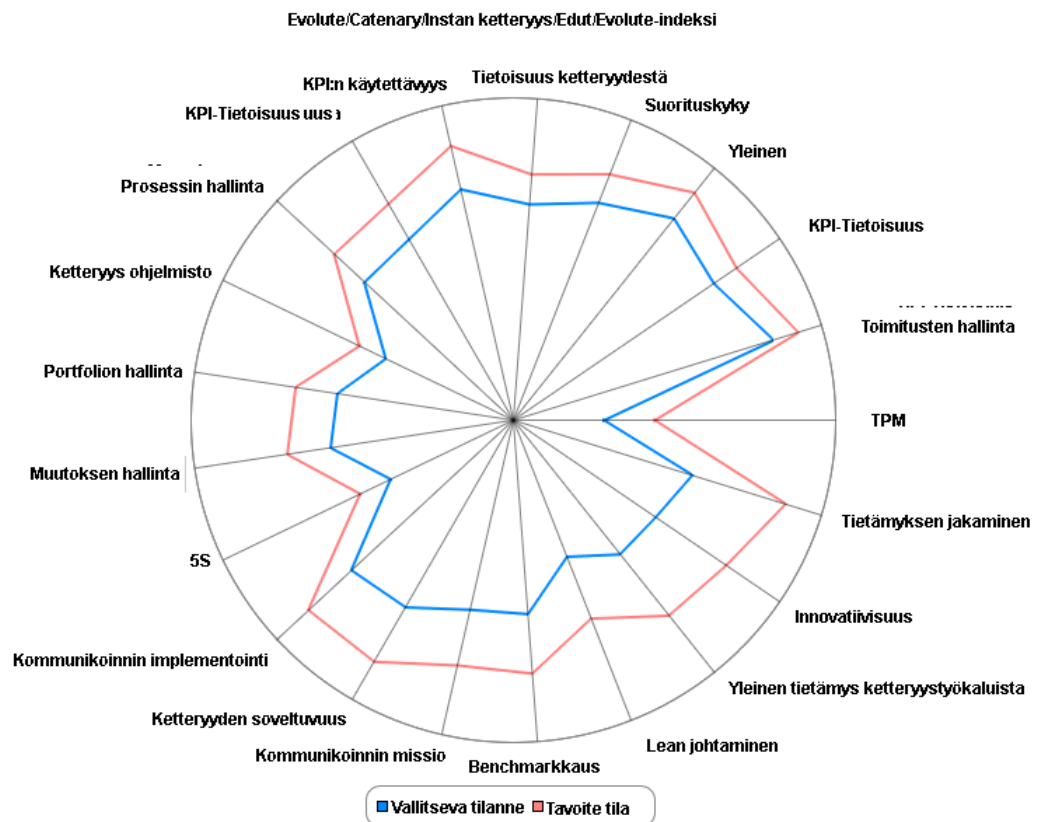 Evolute/Catenary/Instan ketteryys/Edut/Evolute-indeksi
Tietoisuus ketteryydestä
KPI:n käytettävyys
Suorituskyky
KPI-Tietoisuus
Yleinen
Prosessin hallinta
KPI-Tietoisuus
Ketteryys ohjelmisto
Toimitusten hallinta
Portfolion hallinta
TPM
Muutoksen hallinta
Tietämyksen jakaminen
5S
Innovatiivisuus
Kommunikoinnin implementointi
Yleinen tietämys ketteryystyökaluista
Ketteryyden soveltuvuus
Lean johtaminen
Kommunikoinnin missio
Benchmarkkaus
Vallitseva tilanne
Tavoite tila